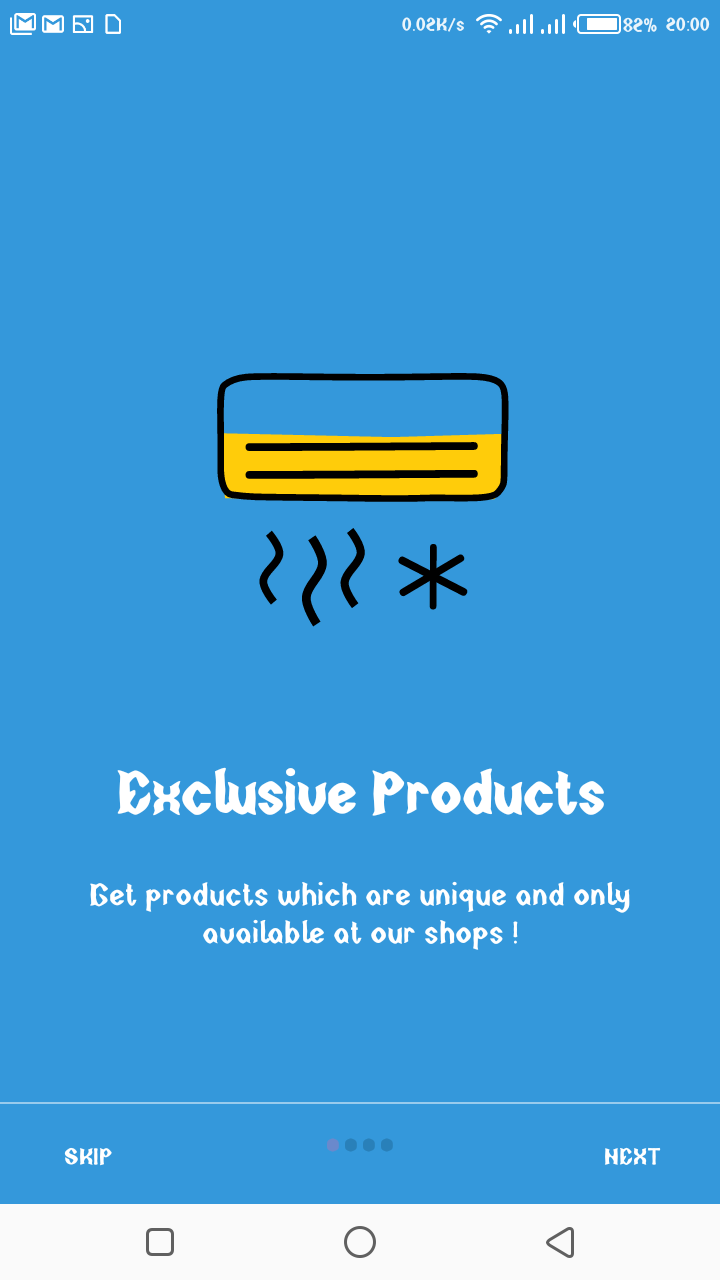 0.02K/s 82% 20:00
Exclusive Products
Get products which are unique and only
available at our shops !
SKIP NEXT